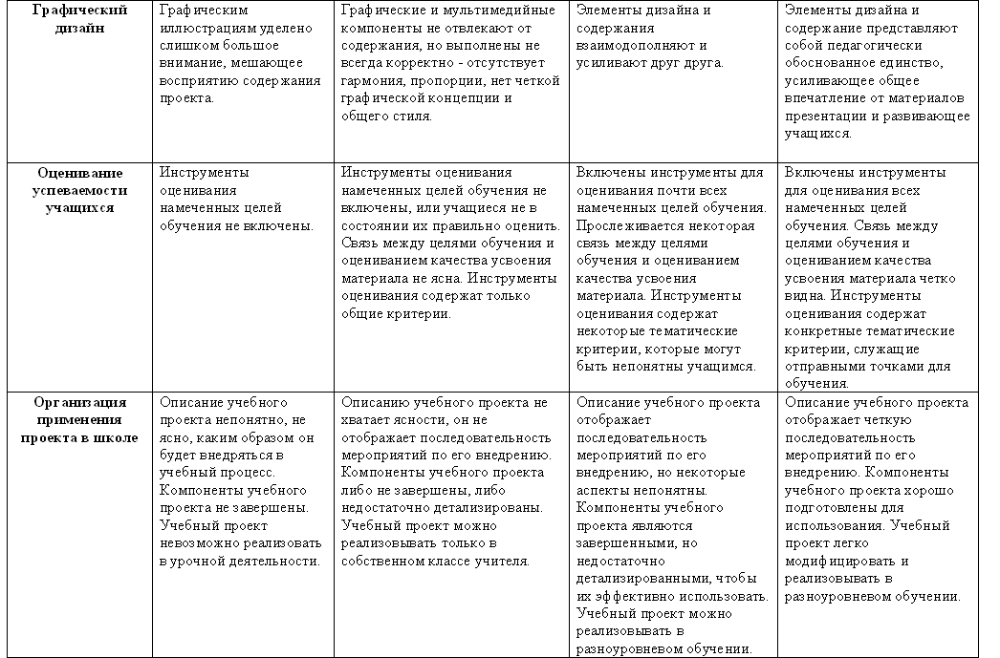 Графический
дизайн
Графическим
иллюстрациям уделено
слишком большое
внимание, мешающее
восприятию содержания
проекта.
Графические и мультимедийные
компоненты не отвлекают от
содержания, но выполнены не
всегда корректно - отсутствует
гармония, пропорции, нет четкой
графической концепции и
общего стиля.
Элементы дизайна и
содержания
взаимодополняют и
усиливают друг друга.
Элементы дизайна и
содержание представляют
собой педагогически
обоснованное единство,
усиливающее общее
впечатление от материалов
презентации и развивающее
учащихся.
Оценивание
успеваемости
учащихся
Инструменты
оценивания
намеченных целей
обучения не включены.
Инструменты оценивания
намеченных целей обучения не
включены, или учащиеся не в
состоянии их правильно оценить.
Связь между целями обучения и
оцениванием качества усвоения
материала не ясна. Инструменты
оценивания содержат только
общие критерии.
Включены инструменты для
оценивания почти всех
намеченных целей обучения.
Прослеживается некоторая
связь между целями
обучения и оцениванием
качества усвоения
материала. Инструменты
оценивания содержат
некоторые тематические
критерии, которые могут
быть непонятны учащимся.
Включены инструменты
для оценивания всех
намеченных целей
обучения. Связь между
целями обучения и
оцениванием качества
усвоения материала четко
видна. Инструменты
оценивания содержат
конкретные тематические
критерии, служащие
отправными точками для
обучения.
Организация
применения
проекта в школе
Описание учебного
проекта непонятно, не
ясно, каким образом он
будет внедряться в
учебный процесс.
Компоненты учебного
проекта не завершены.
Учебный проект
невозможно реализовать
в урочной деятельности.
Описанию учебного проекта не
хватает ясности, он не
отображает последовательность
мероприятий по его внедрению.
Компоненты учебного проекта
либо не завершены, либо
недостаточно детализированы.
Учебный проект можно
реализовывать только в
собственном классе учителя.
Описание учебного проекта
отображает
последовательность
мероприятий по его
внедрению, но некоторые
аспекты непонятны.
Компоненты учебного
проекта являются
завершенными, но
недостаточно
детализированными, чтобы
их эффективно использовать.
Учебный проект можно
реализовывать в
разноуровневом обучении.
Описание учебного проекта
отображает четкую
последовательность
мероприятий по его
внедрению. Компоненты
учебного проекта хорошо
подготовлены для
использования. Учебный
проект легко
модифицировать и
реализовывать в
разноуровневом обучении.